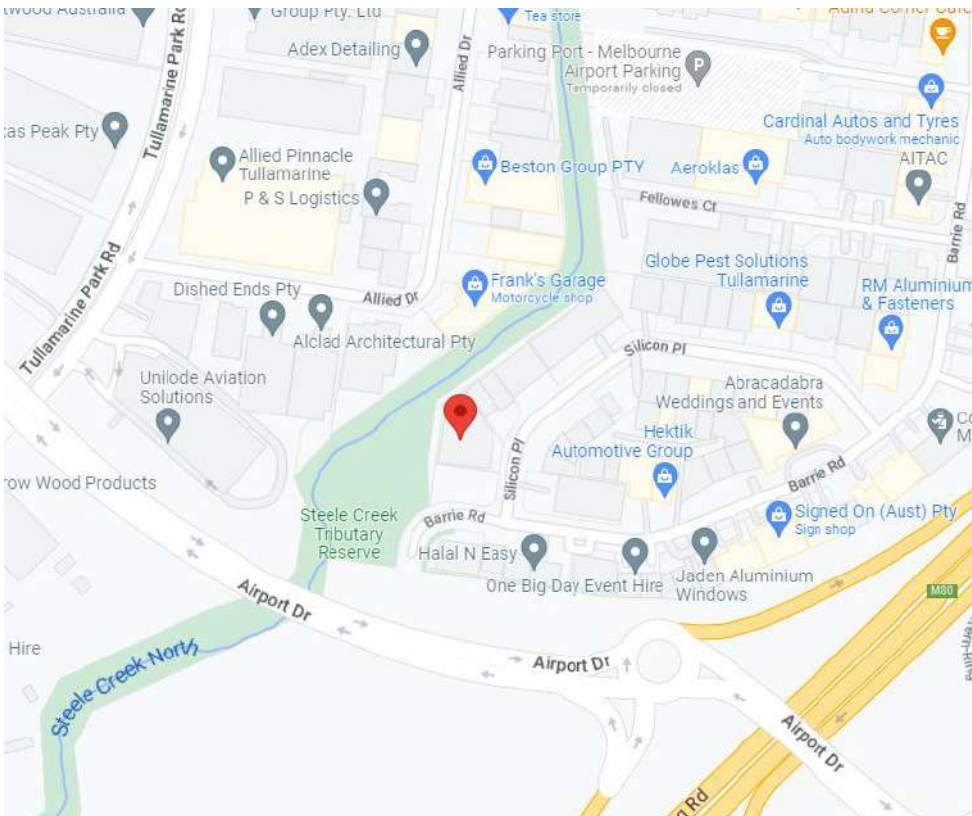 Group Pty. Ltd
Tea store
Adex Detailing
Allied Dr
Parking Port - Melbourne
Airport Parking
Temporarily closed
Tullamarine Park Rd
Cardinal Autos and Tyres
Auto bodywork mechanic
AITAC
Peak Pty
Allied Pinnacle
Tullamarine
P & S Logistics
Beston Group PTY
Aeroklas
Fellowes Ct
Barrie Rd
Globe Pest Solutions
Tullamarine
RM Aluminium
& Fasteners
Frank's Garage
Motorcycle shop
Dished Ends Pty
Allied Dr
Alclad Architectural Pty
Tullamarine Park Rd
Silicon Pl
Unilode Aviation
Solutions
Abracadabra
Weddings and Events
Hektik
Automotive Group
Silicon Pl
Barrie Rd
Wood Products
Steele Creek
Tributary
Reserve
Barrie Rd
Signed On (Aust) Pty
Sign shop
Halal N Easy
One Big Day Event Hire
Jaden Aluminium
Windows
M80
Airport Dr
Hire
Steele Creek North
Airport Dr
Airport Dr
Rd